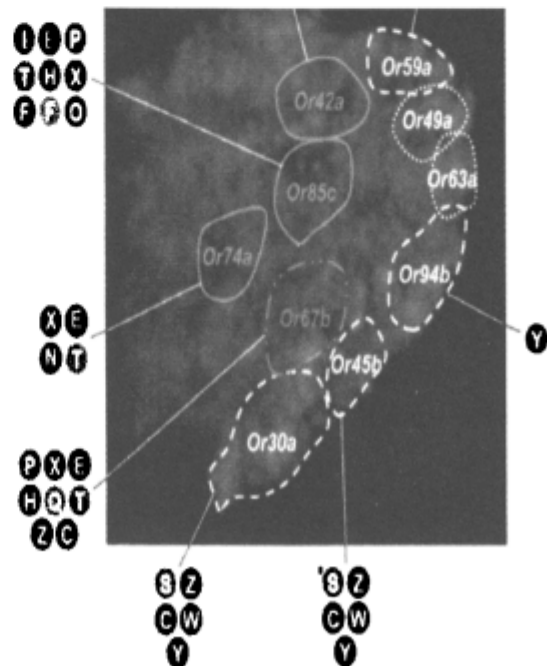 I E P
T H X
F F O
Or59a
Or42a
Or49a
Or85c
Or63a
Or74a
Or94b
X E
N T
Or67b
Y
Or45b
Or30a
P X E
H Q T
Z C
S Z
C W
Y
S Z
C W
Y